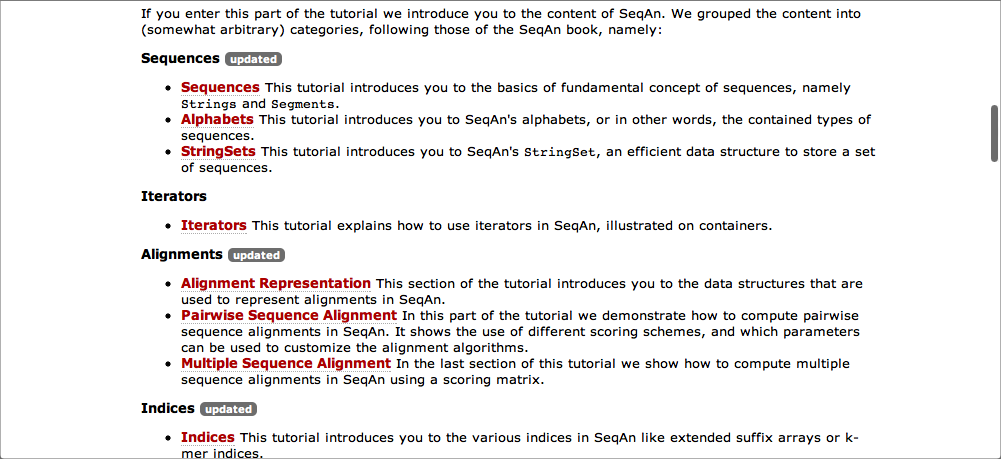 If you enter this part of the tutorial we introduce you to the content of SeqAn. We grouped the content into
(somewhat arbitrary) categories, following those of the SeqAn book, namely:
Sequences updated
• Sequences This tutorial introduces you to the basics of fundamental concept of sequences, namely
Strings and Segments.
• Alphabets This tutorial introduces you to SeqAn's alphabets, or in other words, the contained types of
sequences.
• StringSets This tutorial introduces you to SeqAn's StringSet, an efficient data structure to store a set
of sequences.
Iterators
• Iterators This tutorial explains how to use iterators in SeqAn, illustrated on containers.
Alignments updated
• Alignment Representation This section of the tutorial introduces you to the data structures that are
used to represent alignments in SeqAn.
• Pairwise Sequence Alignment In this part of the tutorial we demonstrate how to compute pairwise
sequence alignments in SeqAn. It shows the use of different scoring schemes, and which parameters
can be used to customize the alignment algorithms.
• Multiple Sequence Alignment In the last section of this tutorial we show how to compute multiple
sequence alignments in SeqAn using a scoring matrix.
Indices updated
• Indices This tutorial introduces you to the various indices in SeqAn like extended suffix arrays or k-
mer indices.